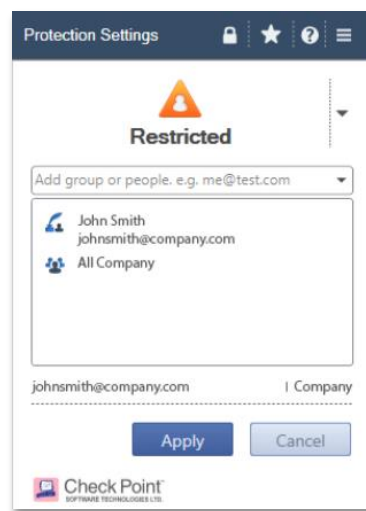 Protection Settings
Restricted
Add group or people. e.g. me@test.com
John Smith
johnsmith@company.com
All Company
johnsmith@company.com | Company
Apply Cancel
Check Point
SOFTWARE TECHNOLOGIES LTD.